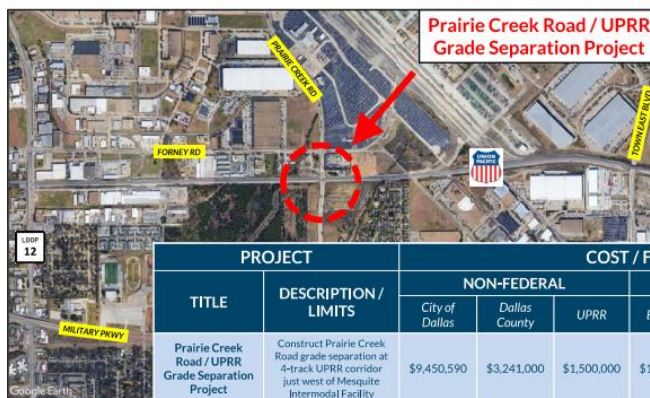 Prairie Creek Road / UPRR
Grade Separation Project
PRAIRIE CREEK RD
TOWN EAST BLVD
FORNEY RD
UNION
PACIFIC
LOOP
12
MILITARY PKWY
PROJECT
COST / F
TITLE
DESCRIPTION /
LIMITS
NON-FEDERAL
City of
Dallas
Dallas
County
UPRR
Prairie Creek
Road / UPRR
Grade Separation
Project
Construct Prairie Creek
Road grade separation at
4-track UPRR corridor
just west of Mesquite
Intermodal Facility
$9,450,590
$3,241,000
$1,500,000
$1
Google Earth